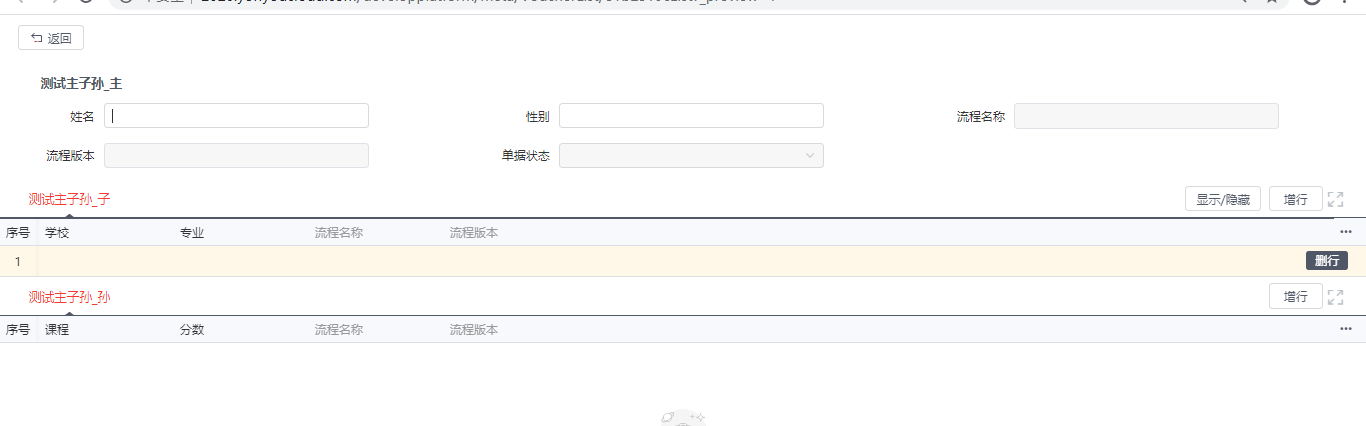 返回
测试主子孙_主
姓名
性别
流程名称
流程版本
单据状态
测试主子孙_子
显示/隐藏
增行
序号 学校 专业 流程名称 流程版本 ...
1 删行
测试主子孙_孙
增行
序号 课程 分数 流程名称 流程版本 ...